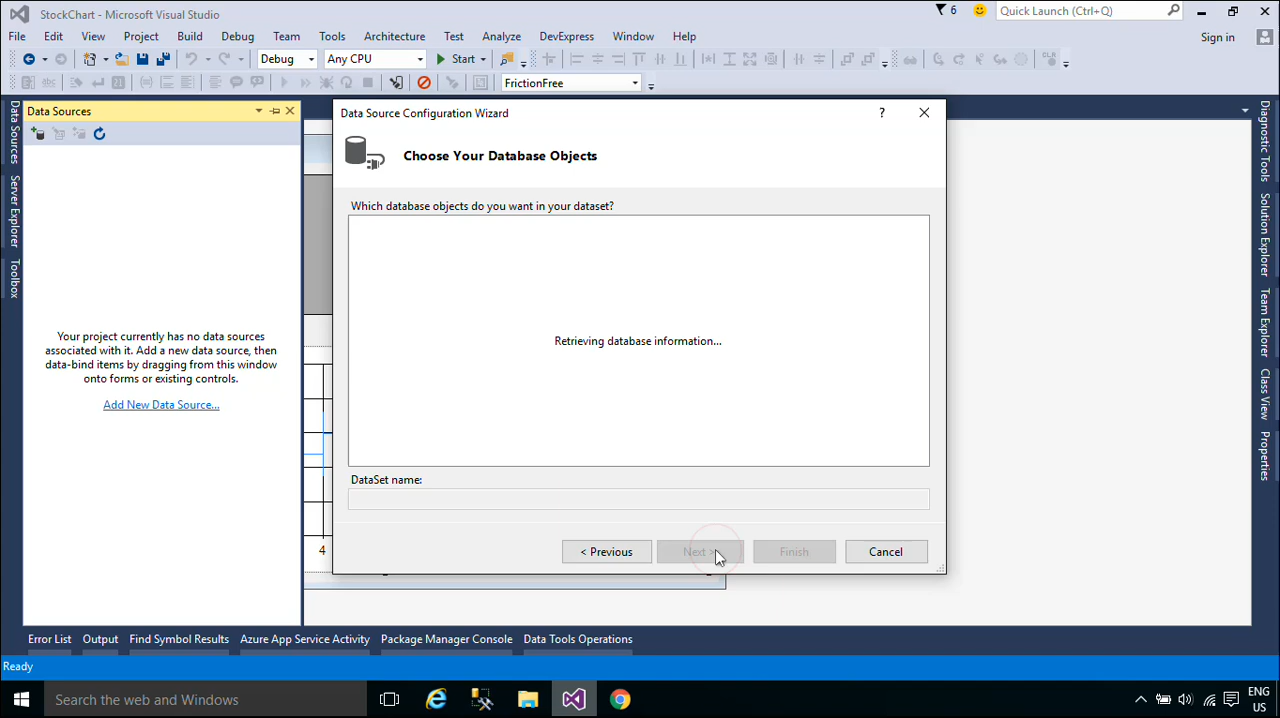 StockChart - Microsoft Visual Studio
6
Quick Launch (Ctrl+Q)
File Edit View Project Build Debug Team Tools Architecture Test Analyze DevExpress Window Help
Sign in
Debug Any CPU Start
FrictionFree
Data Sources
Server Explorer
Toolbox
Data Sources
Your project currently has no data sources
associated with it. Add a new data source, then
data-bind items by dragging from this window
onto forms or existing controls.
Add New Data Source...
4
Data Source Configuration Wizard
?
Choose Your Database Objects
Which database objects do you want in your dataset?
Retrieving database information...
DataSet name:
< Previous Next > Finish Cancel
Diagnostic Tools
Solution Explorer
Team Explorer
Class View
Properties
Error List Output Find Symbol Results Azure App Service Activity Package Manager Console Data Tools Operations
Ready
Search the web and Windows
ENG
US